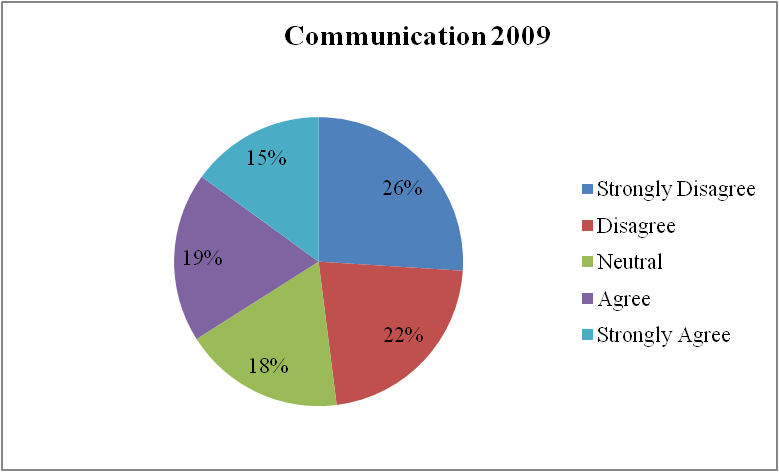 Communication 2009
15%
26%
19%
22%
18%
Strongly Disagree
Disagree
Neutral
Agree
Strongly Agree